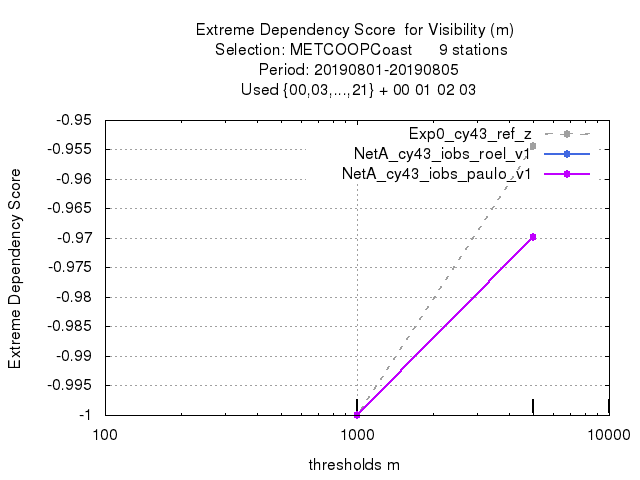 Extreme Dependency Score  for Visibility (m)
Selection: METCOOPCoast      9 stations
Period: 20190801-20190805
Used {00,03,...,21} + 00 01 02 03
Exp0_cy43_ref_z
NetA_cy43_iobs_roel_v1
NetA_cy43_iobs_paulo_v1
Extreme Dependency Score
-0.95
-0.955
-0.96
-0.965
-0.97
-0.975
-0.98
-0.985
-0.99
-0.995
-1
100
1000
10000
thresholds m